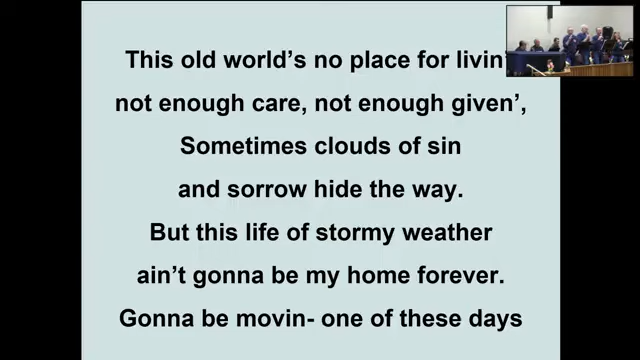 This old world's no place for livin'
not enough care, not enough given',
Sometimes clouds of sin
and sorrow hide the way.
But this life of stormy weather
ain't gonna be my home forever.
Gonna be movin- one of these days